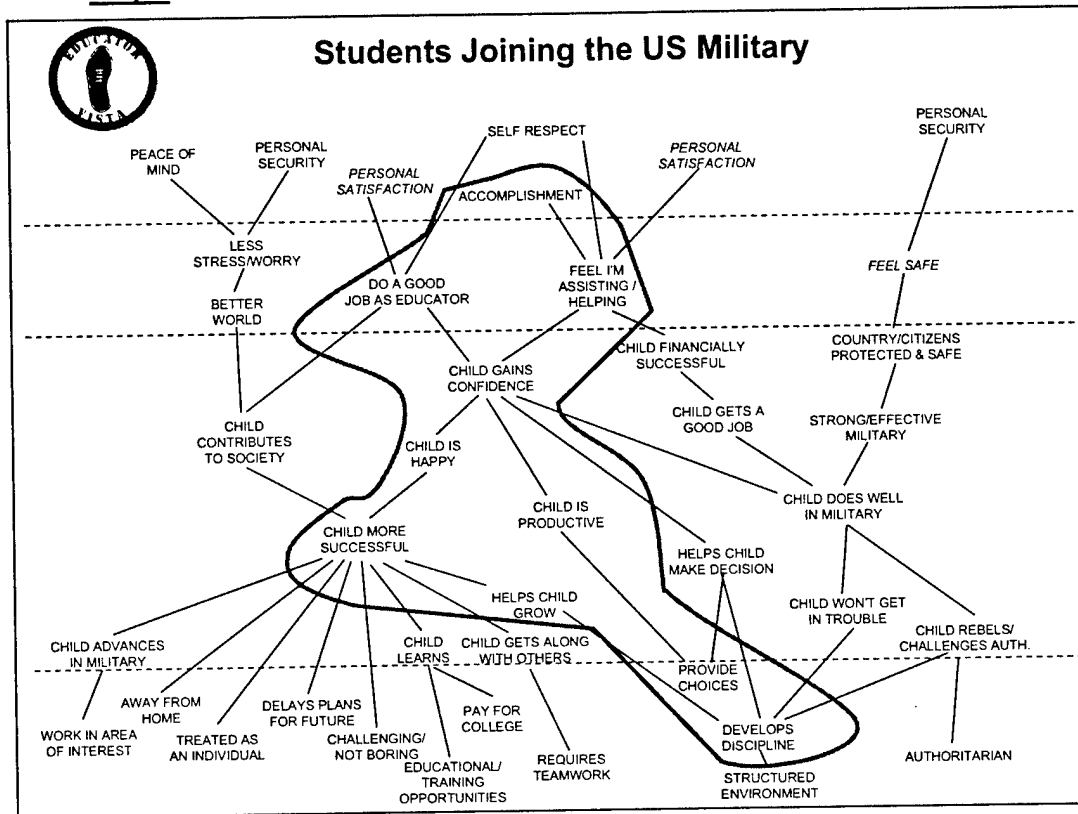 EDUCATOR
VISTA
Students Joining the US Military
PEACE OF
MIND
PERSONAL
SECURITY
PERSONAL
SATISFACTION
SELF RESPECT
ACCOMPLISHMENT
PERSONAL
SATISFACTION
PERSONAL
SECURITY
LESS
STRESS/WORRY
DO A GOOD
JOB AS EDUCATOR
FEEL I'M
ASSISTING /
HELPING
FEEL SAFE
BETTER
WORLD
CHILD GAINS
CONFIDENCE
CHILD FINANCIALLY
SUCCESSFUL
COUNTRY/CITIZENS
PROTECTED & SAFE
CHILD
CONTRIBUTES
TO SOCIETY
CHILD IS
HAPPY
CHILD GETS A
GOOD JOB
STRONG/EFFECTIVE
MILITARY
CHILD MORE
SUCCESSFUL
CHILD IS
PRODUCTIVE
CHILD DOES WELL
IN MILITARY
HELPS CHILD
MAKE DECISION
HELPS CHILD
GROW
CHILD WON'T GET
IN TROUBLE
CHILD REBELS/
CHALLENGES AUTH.
CHILD ADVANCES
IN MILITARY
CHILD
LEARNS
CHILD GETS ALONG
WITH OTHERS
PROVIDE
CHOICES
WORK IN AREA
OF INTEREST
AWAY FROM
HOME
TREATED AS
AN INDIVIDUAL
DELAYS PLANS
FOR FUTURE
CHALLENGING/
NOT BORING
EDUCATIONAL/
TRAINING
OPPORTUNITIES
PAY FOR
COLLEGE
REQUIRES
TEAMWORK
DEVELOPS
DISCIPLINE
STRUCTURED
ENVIRONMENT
AUTHORITARIAN